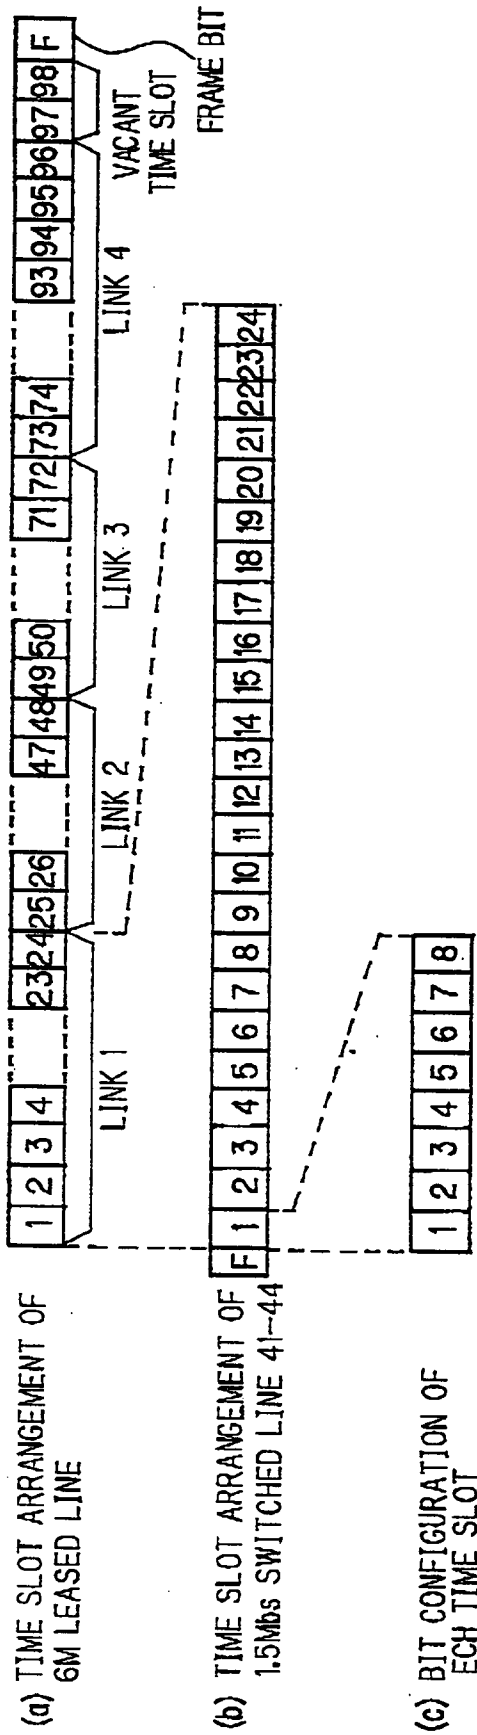 (a) TIME SLOT ARRANGEMENT OF
6M LEASED LINE
1 2 3 4 23 24 25 26 47 48 49 50 71 72 73 74 93 94 95 96 97 98 F
LINK 1 LINK 2 LINK 3 LINK 4
VACANT
TIME SLOT
FRAME BIT
(b) TIME SLOT ARRANGEMENT OF
1.5Mbs SWITCHED LINE 41-44
F 1 2 3 4 5 6 7 8 9 10 11 12 13 14 15 16 17 18 19 20 21 22 23 24
(c) BIT CONFIGURATION OF
ECH TIME SLOT
1 2 3 4 5 6 7 8